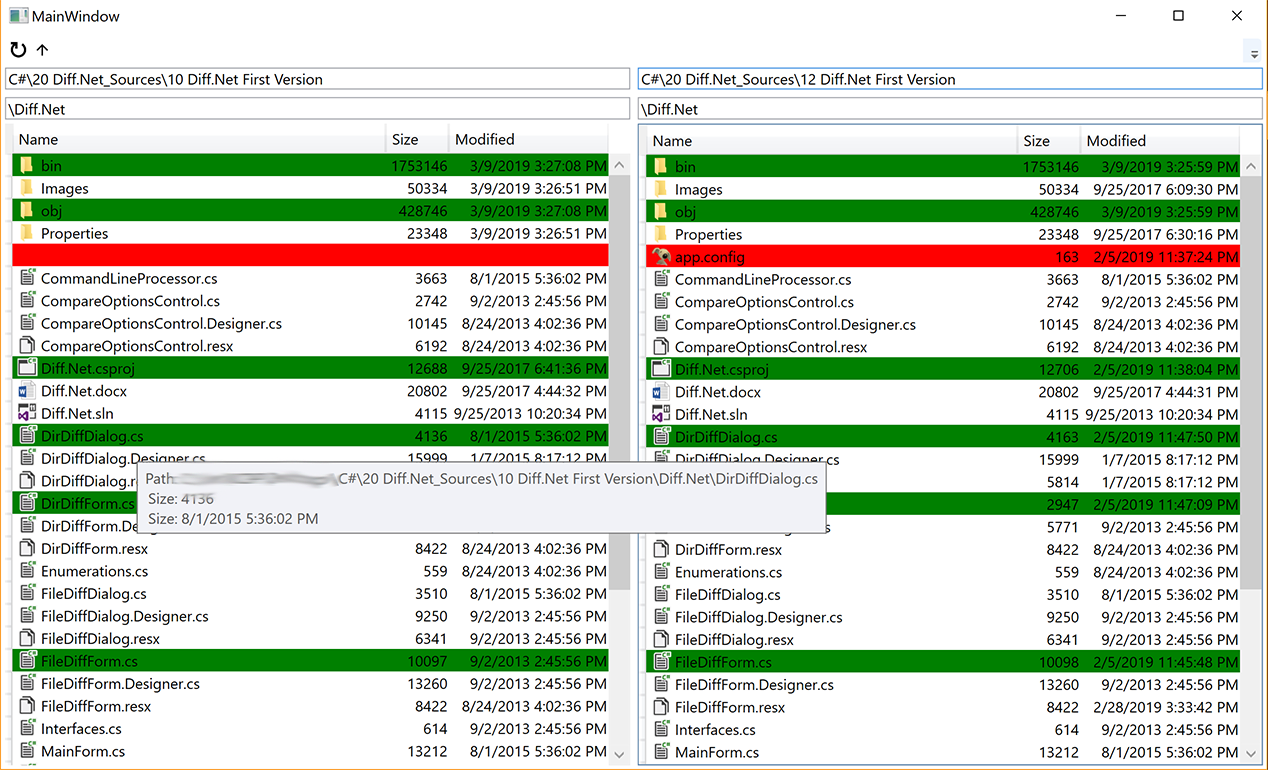 MainWindow
C#\20 Diff.Net_Sources\10 Diff.Net First Version
C#\20 Diff.Net_Sources\12 Diff.Net First Version
\Diff.Net
\Diff.Net
Name Size Modified
bin 1753146 3/9/2019 3:27:08 PM
Images 50334 3/9/2019 3:26:51 PM
obj 428746 3/9/2019 3:27:08 PM
Properties 23348 3/9/2019 3:26:51 PM
CommandLineProcessor.cs 3663 8/1/2015 5:36:02 PM
CompareOptionsControl.cs 2742 9/2/2013 2:45:56 PM
CompareOptionsControl.Designer.cs 10145 8/24/2013 4:02:36 PM
CompareOptionsControl.resx 6192 8/24/2013 4:02:36 PM
Diff.Net.csproj 12688 9/25/2017 6:41:36 PM
Diff.Net.docx 20802 9/25/2017 4:44:32 PM
Diff.Net.sln 4115 9/25/2013 10:20:34 PM
DirDiffDialog.cs 4136 8/1/2015 5:36:02 PM
DirDiffDialog.Designer.cs 15999 1/7/2015 8:17:12 PM
DirDiffDialog.r
DirDiffForm.cs
DirDiffForm.De
DirDiffForm.resx 8422 8/24/2013 4:02:36 PM
Enumerations.cs 559 8/24/2013 4:02:36 PM
FileDiffDialog.cs 3510 8/1/2015 5:36:02 PM
FileDiffDialog.Designer.cs 9250 9/2/2013 2:45:56 PM
FileDiffDialog.resx 6341 9/2/2013 2:45:56 PM
FileDiffForm.cs 10097 9/2/2013 2:45:56 PM
FileDiffForm.Designer.cs 13260 9/2/2013 2:45:56 PM
FileDiffForm.resx 8422 8/24/2013 4:02:36 PM
Interfaces.cs 614 9/2/2013 2:45:56 PM
MainForm.cs 13212 8/1/2015 5:36:02 PM
Path: C#\20 Diff.Net_Sources\10 Diff.Net First Version\Diff.Net\DirDiffDialog.cs
Size: 4136
Size: 8/1/2015 5:36:02 PM
Name Size Modified
bin 1753146 3/9/2019 3:25:59 PM
Images 50334 9/25/2017 6:09:30 PM
obj 428746 3/9/2019 3:25:59 PM
Properties 23348 9/25/2017 6:30:16 PM
app.config 163 2/5/2019 11:37:24 PM
CommandLineProcessor.cs 3663 8/1/2015 5:36:02 PM
CompareOptionsControl.cs 2742 9/2/2013 2:45:56 PM
CompareOptionsControl.Designer.cs 10145 8/24/2013 4:02:36 PM
CompareOptionsControl.resx 6192 8/24/2013 4:02:36 PM
Diff.Net.csproj 12706 2/5/2019 11:38:04 PM
Diff.Net.docx 20802 9/25/2017 4:44:31 PM
Diff.Net.sln 4115 9/25/2013 10:20:34 PM
DirDiffDialog.cs 4163 2/5/2019 11:47:50 PM
DirDiffDialog.Designer.cs 15999 1/7/2015 8:17:12 PM
5814 1/7/2015 8:17:12 PM
2947 2/5/2019 11:47:09 PM
5771 9/2/2013 2:45:56 PM
DirDiffForm.resx 8422 8/24/2013 4:02:36 PM
Enumerations.cs 559 8/24/2013 4:02:36 PM
FileDiffDialog.cs 3510 8/1/2015 5:36:02 PM
FileDiffDialog.Designer.cs 9250 9/2/2013 2:45:56 PM
FileDiffDialog.resx 6341 9/2/2013 2:45:56 PM
FileDiffForm.cs 10098 2/5/2019 11:45:48 PM
FileDiffForm.Designer.cs 13260 9/2/2013 2:45:56 PM
FileDiffForm.resx 8422 2/28/2019 3:33:42 PM
Interfaces.cs 614 9/2/2013 2:45:56 PM
MainForm.cs 13212 8/1/2015 5:36:02 PM